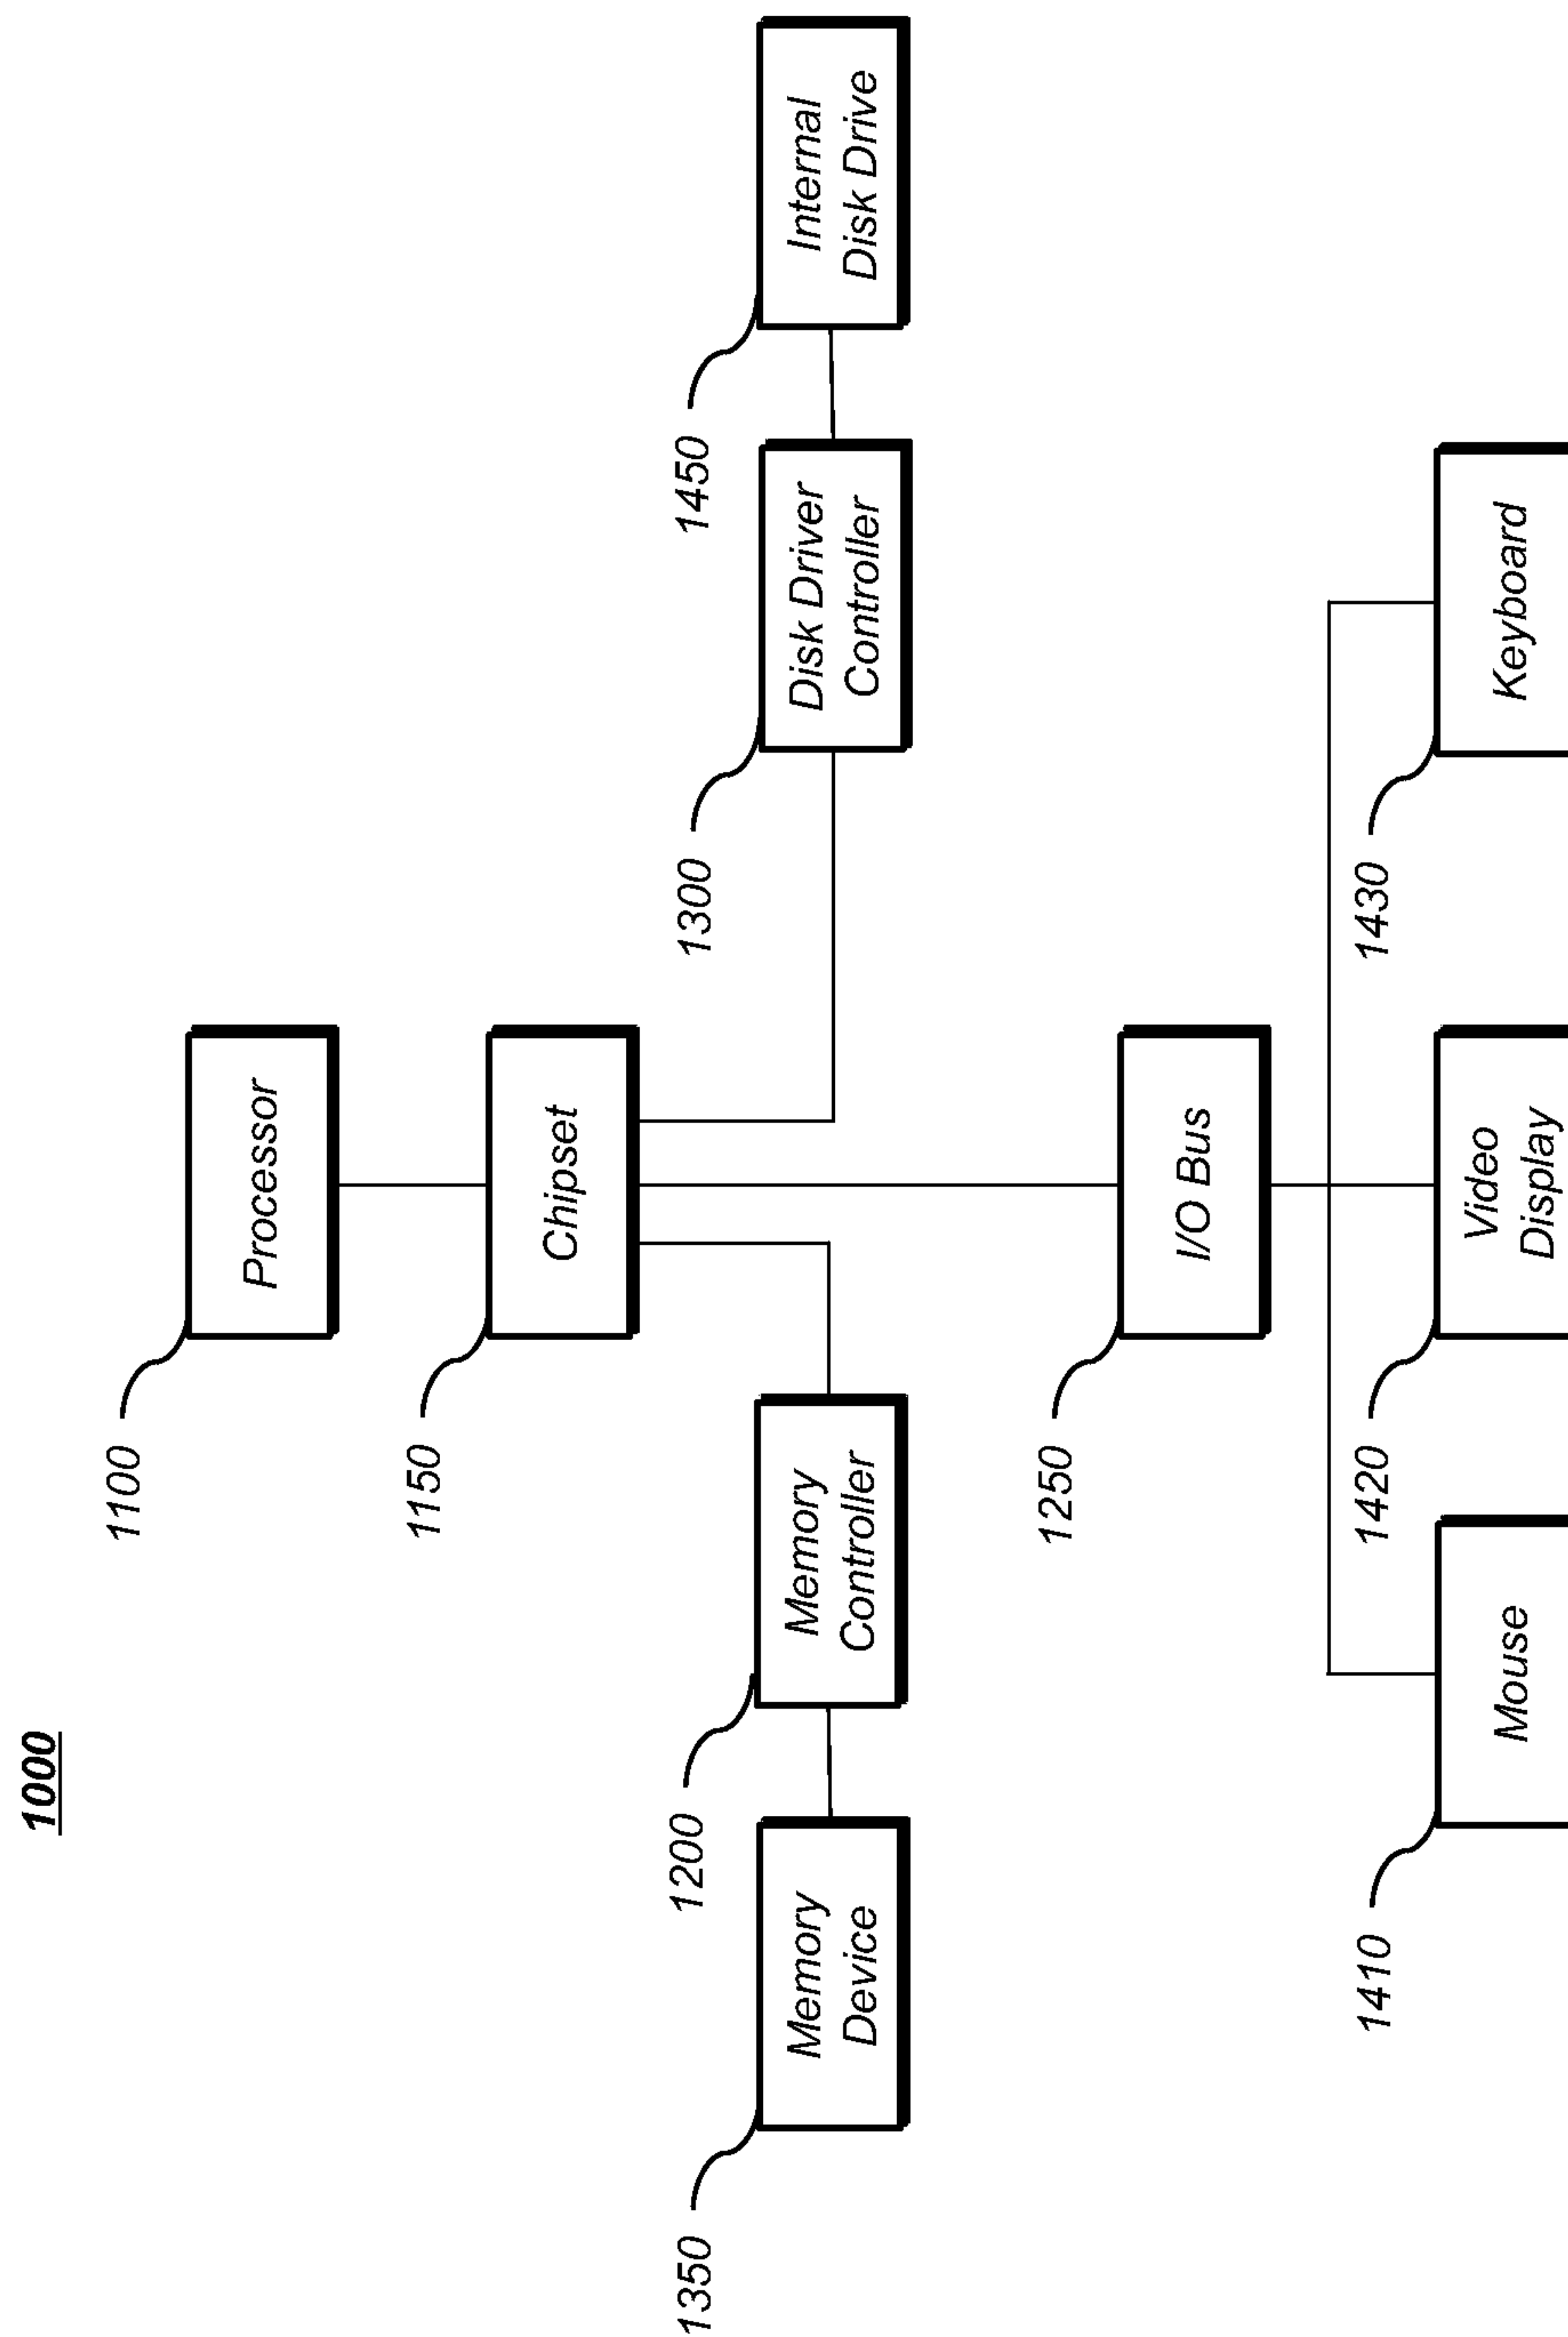 1000
1100
Processor
1150
Chipset
1350
Memory
Device
1200
Memory
Controller
1300
Disk Driver
Controller
1450
Internal
Disk Drive
1250
I/O Bus
1410
Mouse
1420
Video
Display
1430
Keyboard